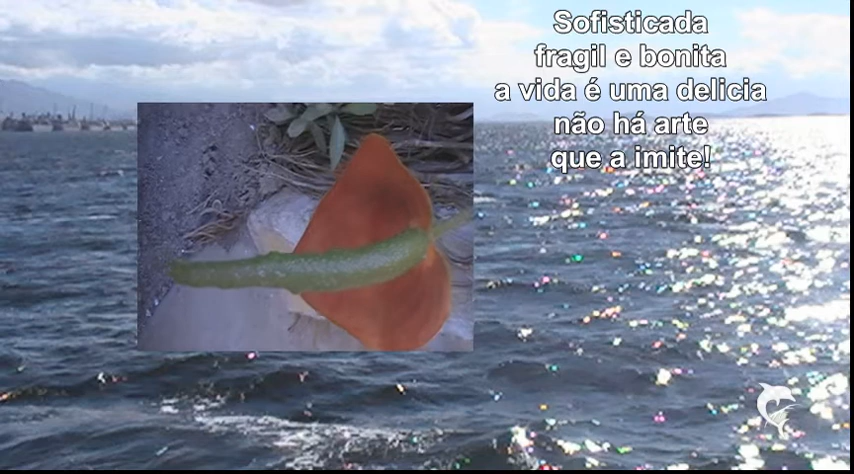 Sofisticada
fragil e bonita
a vida é uma delicia
não há arte
que a imite!